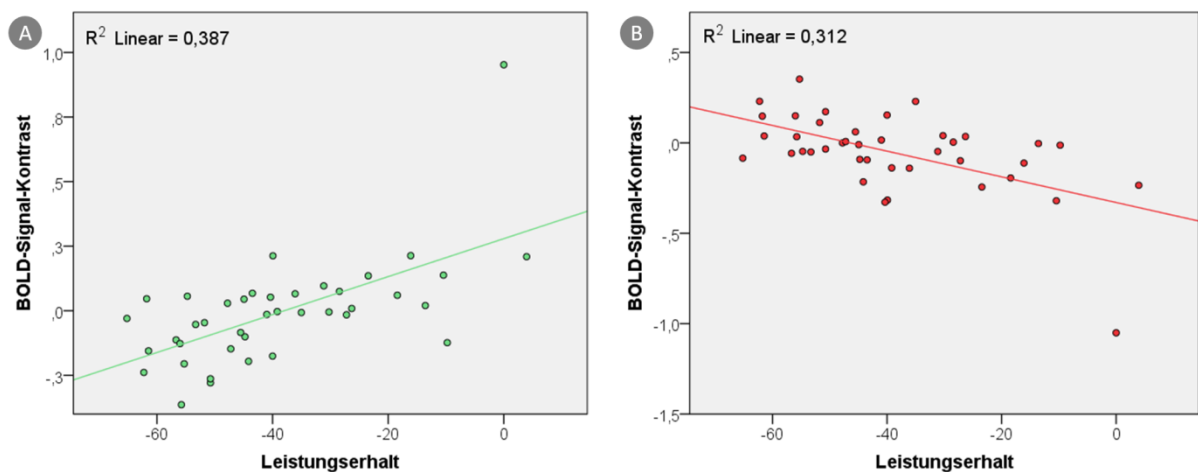 A
R² Linear = 0,387
BOLD-Signal-Kontrast
1,0
,8
,5
,3
,0
-,3
-60
-40
-20
0
Leistungserhalt
B
R² Linear = 0,312
BOLD-Signal-Kontrast
,5
,0
-,5
-1,0
-1,5
-60
-40
-20
0
Leistungserhalt